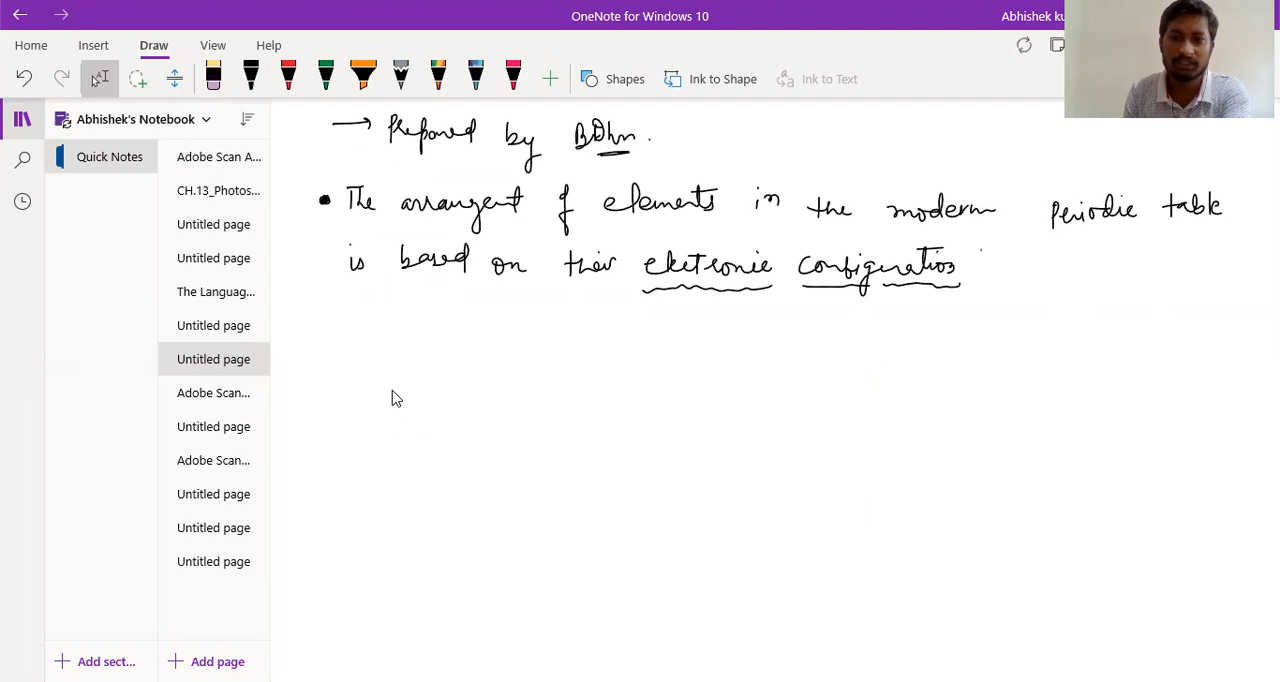 OneNote for Windows 10
Abhishek ku
Home Insert Draw View Help
Shapes Ink to Shape Ink to Text
Abhishek's Notebook
Quick Notes
Adobe Scan A...
CH.13_Photos...
Untitled page
Untitled page
The Languag...
Untitled page
Untitled page
Adobe Scan...
Untitled page
Adobe Scan...
Untitled page
Untitled page
Untitled page
Add sect...
Add page
→ Prepared by Bohr.
• The arrangent of elements in the modern periodic table
is based on their electronic configuration